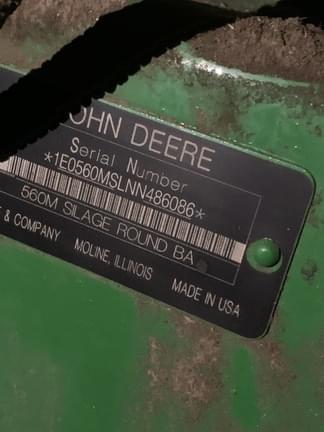 OHN DEERE
Serial Number
*1E0560MSLNN486086*
560M SILAGE ROUND BA
& COMPANY MOLINE, ILLINOIS
MADE IN USA